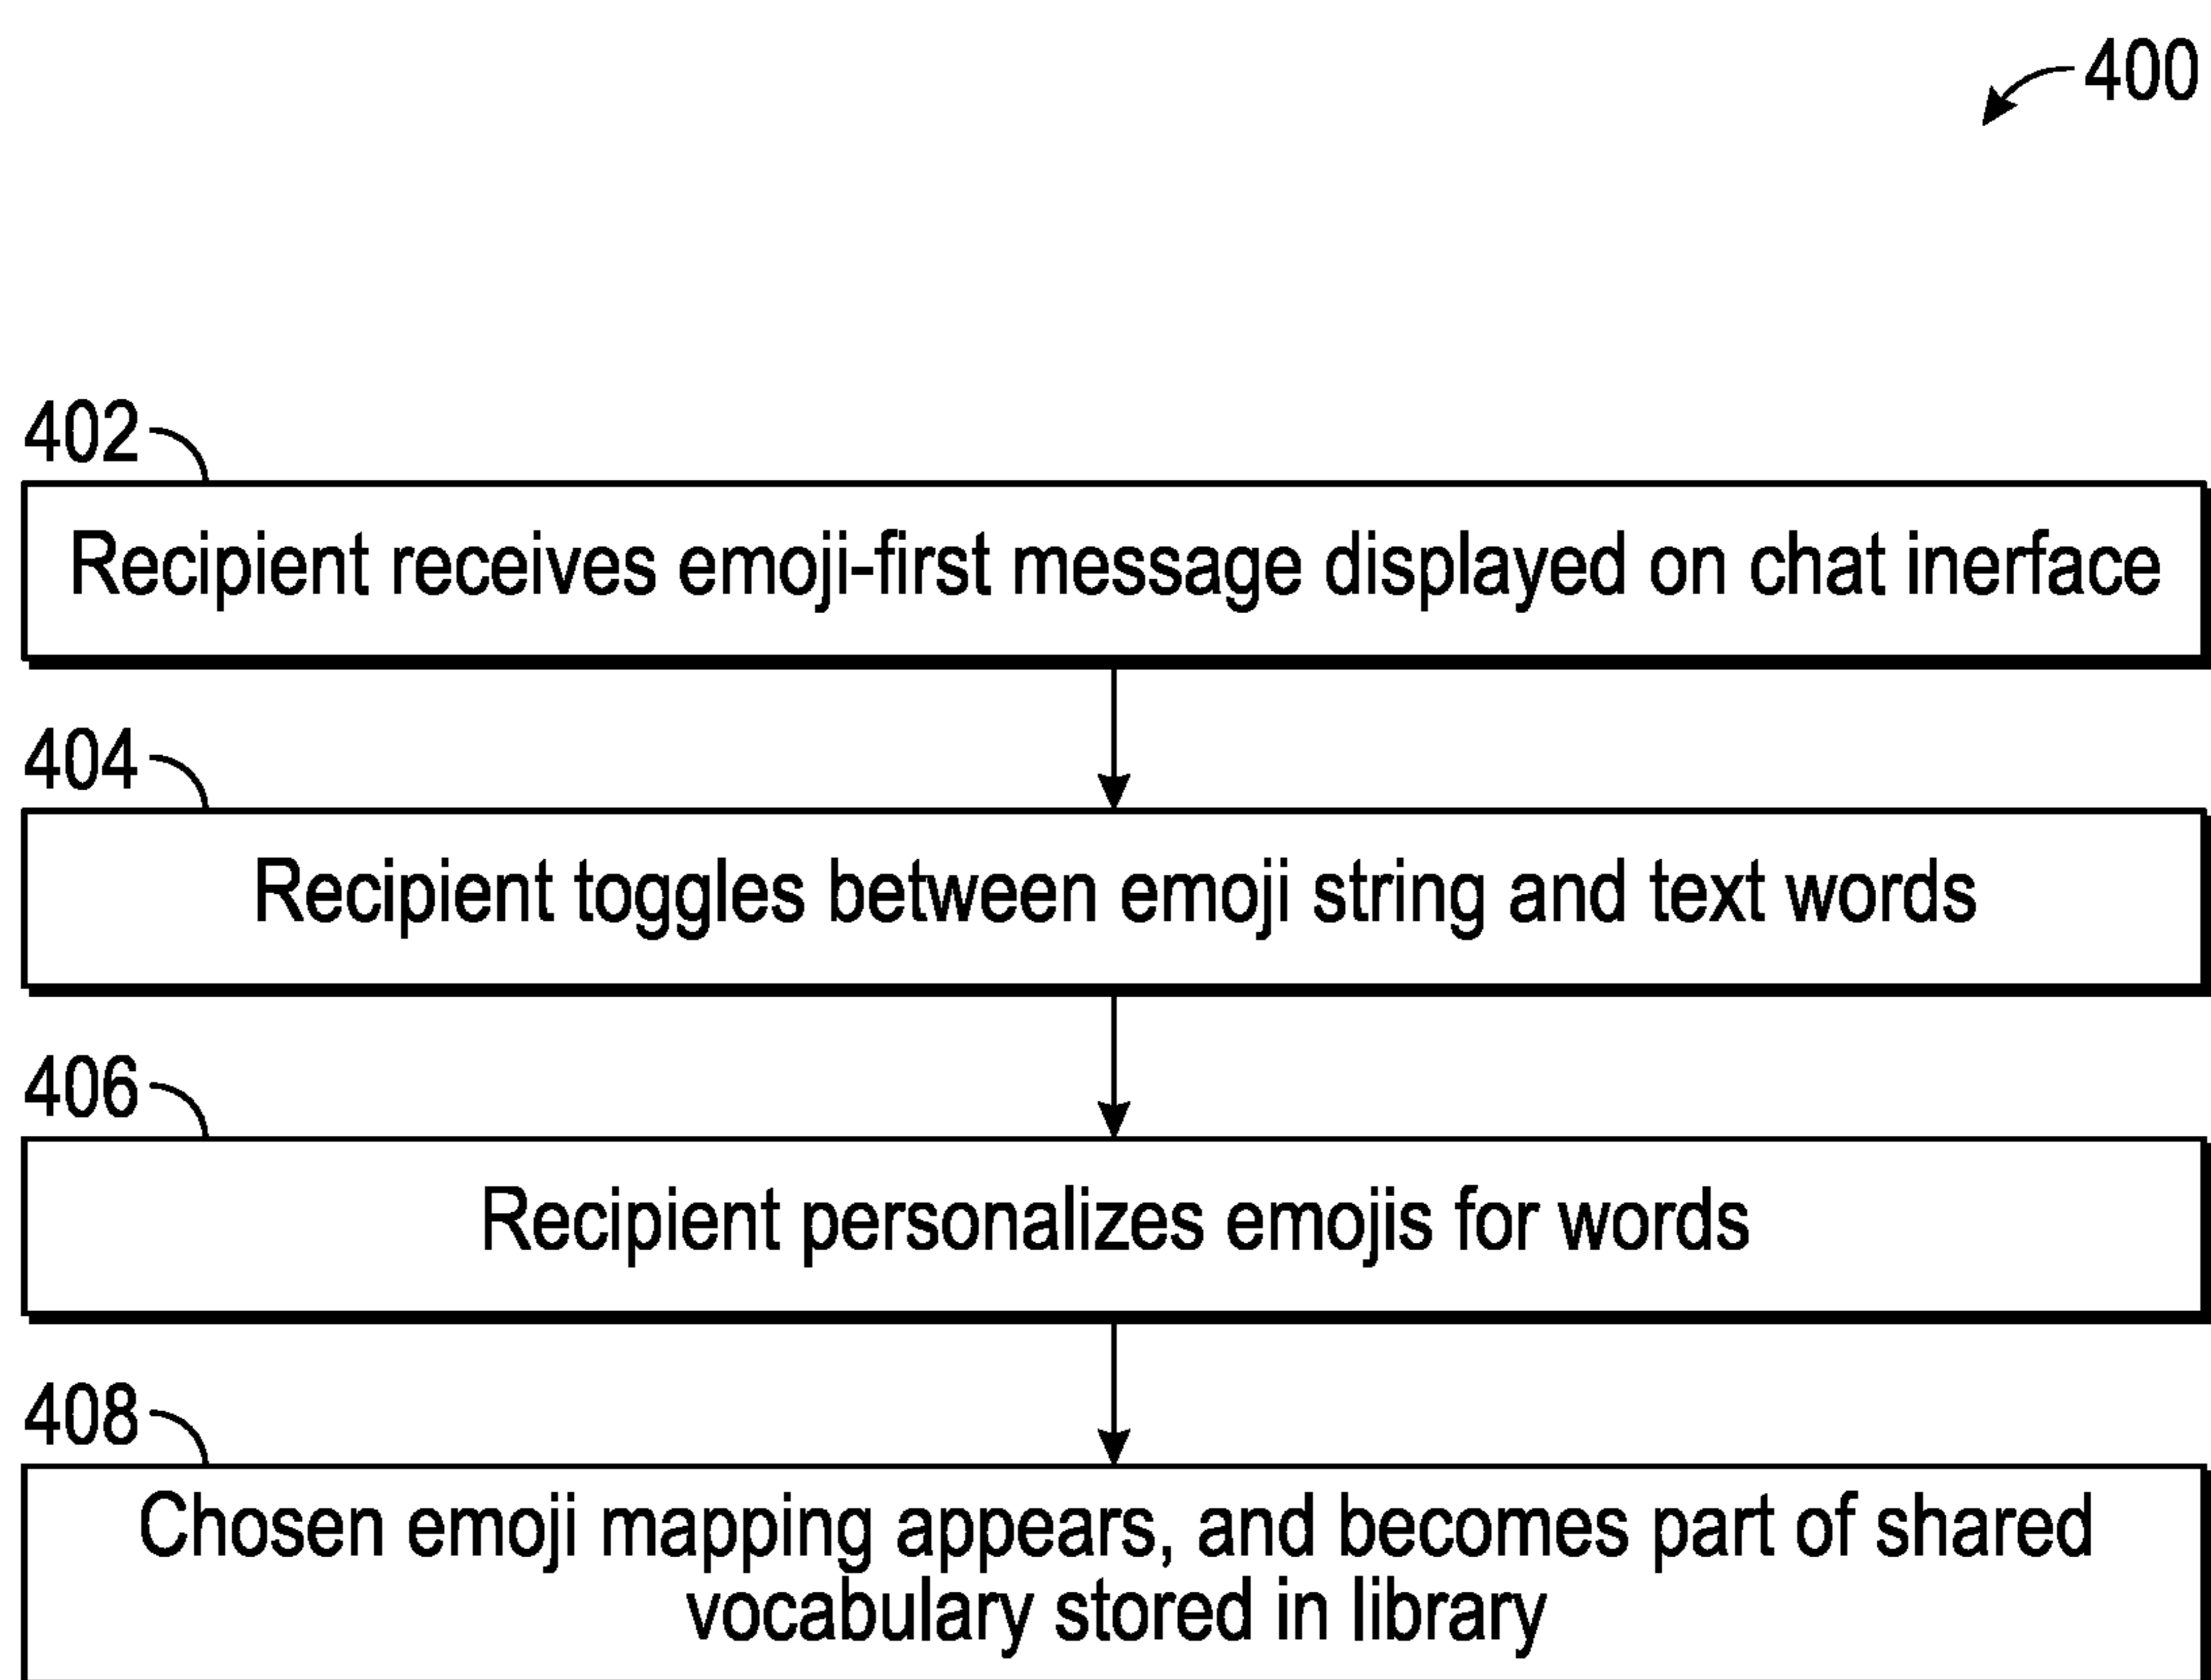 400
402
Recipient receives emoji-first message displayed on chat inerface
404
Recipient toggles between emoji string and text words
406
Recipient personalizes emojis for words
408
Chosen emoji mapping appears, and becomes part of shared
vocabulary stored in library